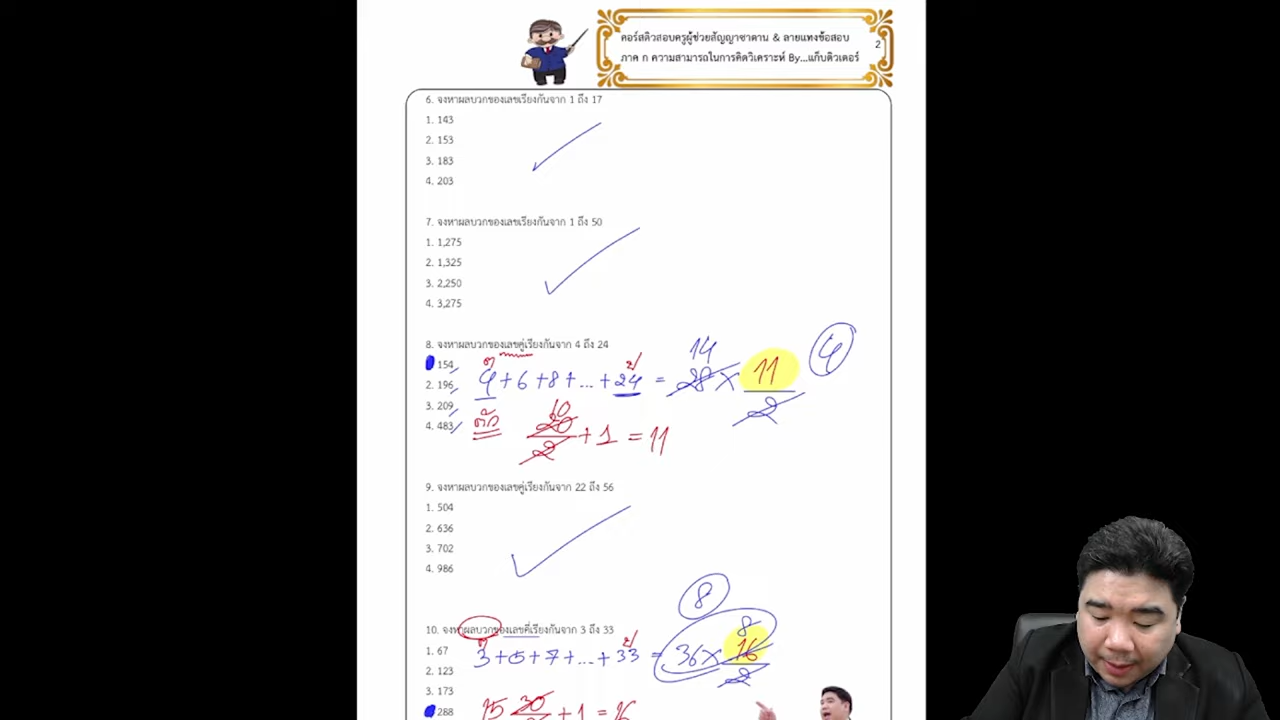 คอร์สติวสอบครูผู้ช่วยสัญญาซาตาน & ลายแทงข้อสอบ
ภาค ก ความสามารถในการคิดวิเคราะห์ By...แก๊บติวเตอร์
2
6. จงหาผลบวกของเลขเรียงกันจาก 1 ถึง 17
1. 143
2. 153
3. 183
4. 203
7. จงหาผลบวกของเลขเรียงกันจาก 1 ถึง 50
1. 1,275
2. 1,325
3. 2,250
4. 3,275
8. จงหาผลบวกของเลขคู่เรียงกันจาก 4 ถึง 24
1. 154
2. 196
3. 209
4. 483
ต ป
4+6+8+...+24 = 28 × 11
14
2
4
ตัก 20 + 1 = 11
10
2
9. จงหาผลบวกของเลขคู่เรียงกันจาก 22 ถึง 56
1. 504
2. 636
3. 702
4. 986
8
10. จงหาผลบวกของเลขคี่เรียงกันจาก 3 ถึง 33
1. 67
2. 123
3. 173
4. 288
ต ป
3+5+7+...+33 = 36 × 16
8
2
15 30 + 1 = 16